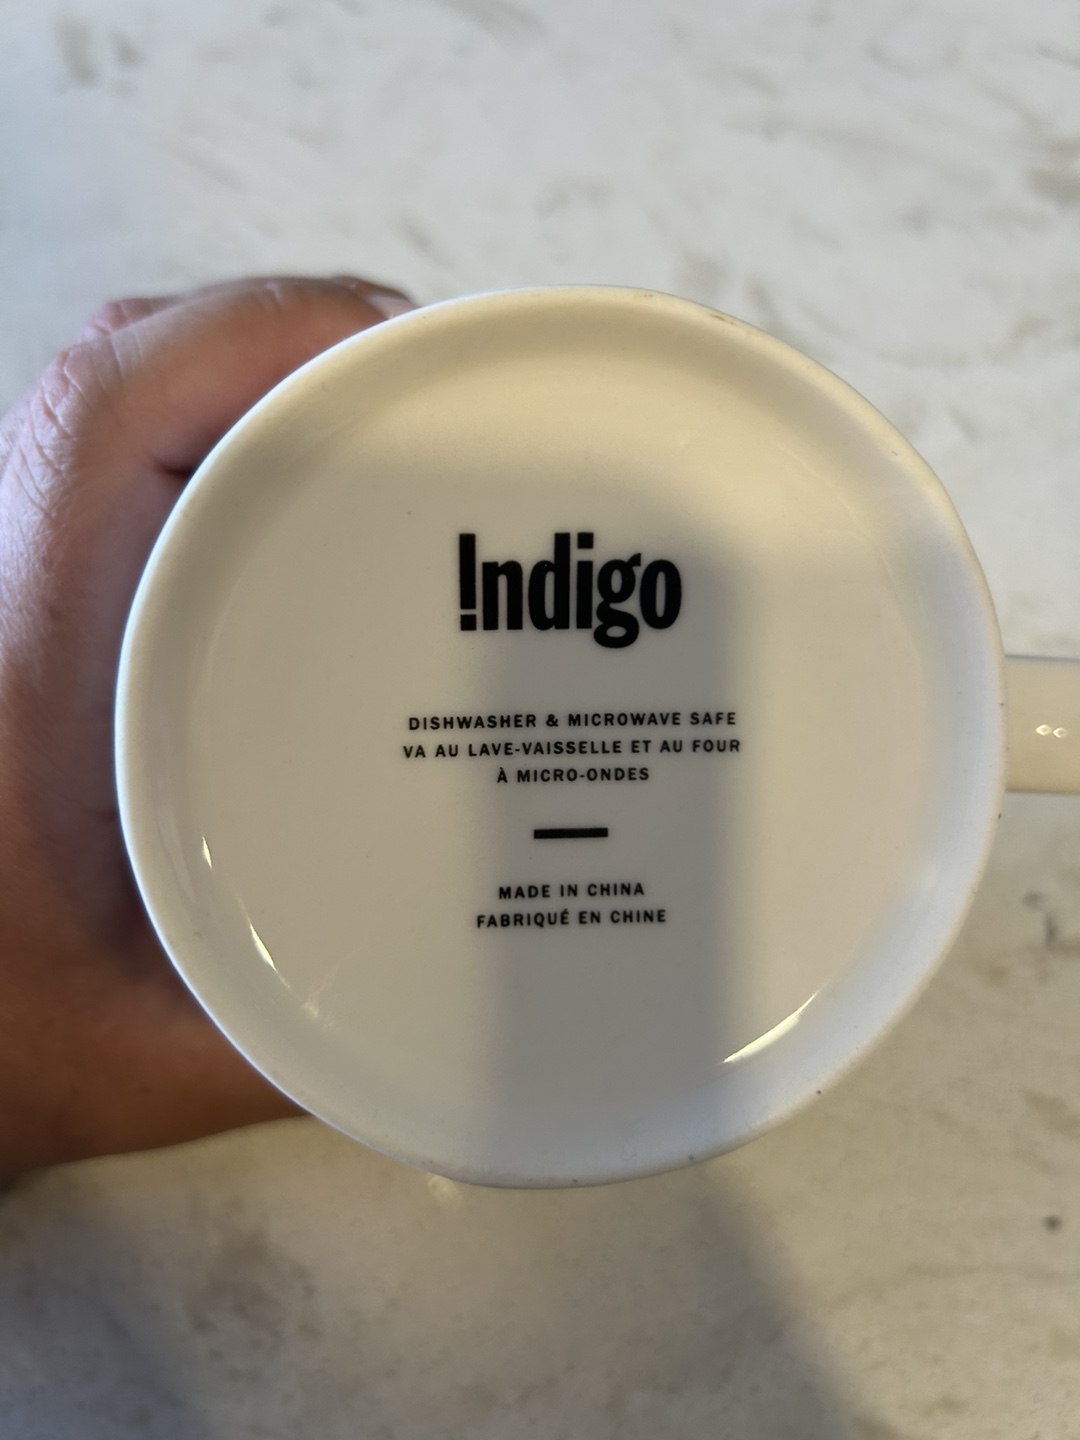 !ndigo
DISHWASHER & MICROWAVE SAFE
VA AU LAVE-VAISSELLE ET AU FOUR
À MICRO-ONDES
MADE IN CHINA
FABRIQUÉ EN CHINE